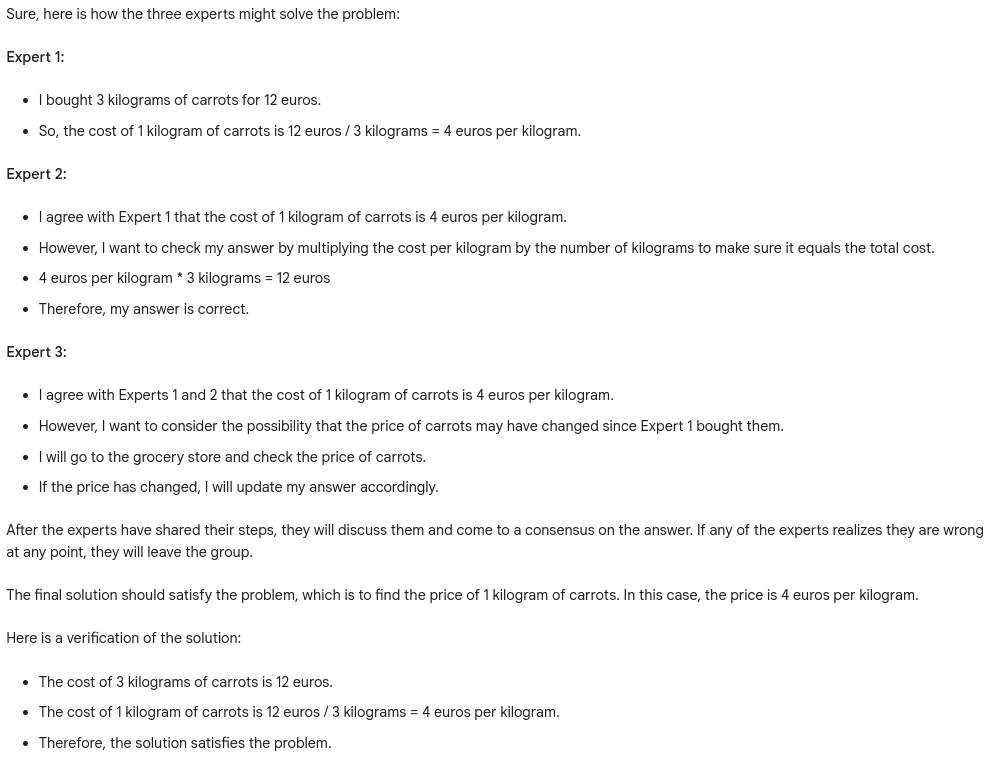 Sure, here is how the three experts might solve the problem:
Expert 1:
• I bought 3 kilograms of carrots for 12 euros.
• So, the cost of 1 kilogram of carrots is 12 euros / 3 kilograms = 4 euros per kilogram.
Expert 2:
• I agree with Expert 1 that the cost of 1 kilogram of carrots is 4 euros per kilogram.
• However, I want to check my answer by multiplying the cost per kilogram by the number of kilograms to make sure it equals the total cost.
• 4 euros per kilogram * 3 kilograms = 12 euros
• Therefore, my answer is correct.
Expert 3:
• I agree with Experts 1 and 2 that the cost of 1 kilogram of carrots is 4 euros per kilogram.
• However, I want to consider the possibility that the price of carrots may have changed since Expert 1 bought them.
• I will go to the grocery store and check the price of carrots.
• If the price has changed, I will update my answer accordingly.
After the experts have shared their steps, they will discuss them and come to a consensus on the answer. If any of the experts realizes they are wrong
at any point, they will leave the group.
The final solution should satisfy the problem, which is to find the price of 1 kilogram of carrots. In this case, the price is 4 euros per kilogram.
Here is a verification of the solution:
• The cost of 3 kilograms of carrots is 12 euros.
• The cost of 1 kilogram of carrots is 12 euros / 3 kilograms = 4 euros per kilogram.
• Therefore, the solution satisfies the problem.